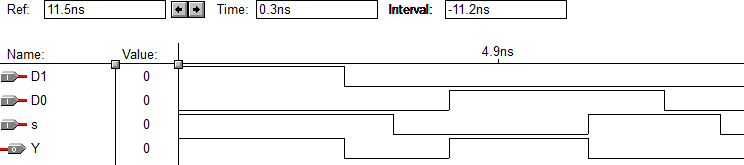 Ref: 11.5ns Time: 0.3ns Interval: -11.2ns
4.9ns
Name: Value:
D1 0
D0 0
s 0
Y 0